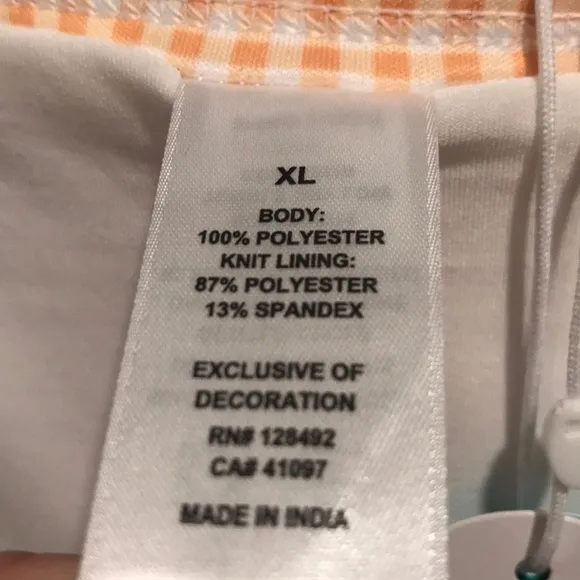 XL
BODY:
100% POLYESTER
KNIT LINING:
87% POLYESTER
13% SPANDEX
EXCLUSIVE OF
DECORATION
RN# 128492
CA# 41097
MADE IN INDIA